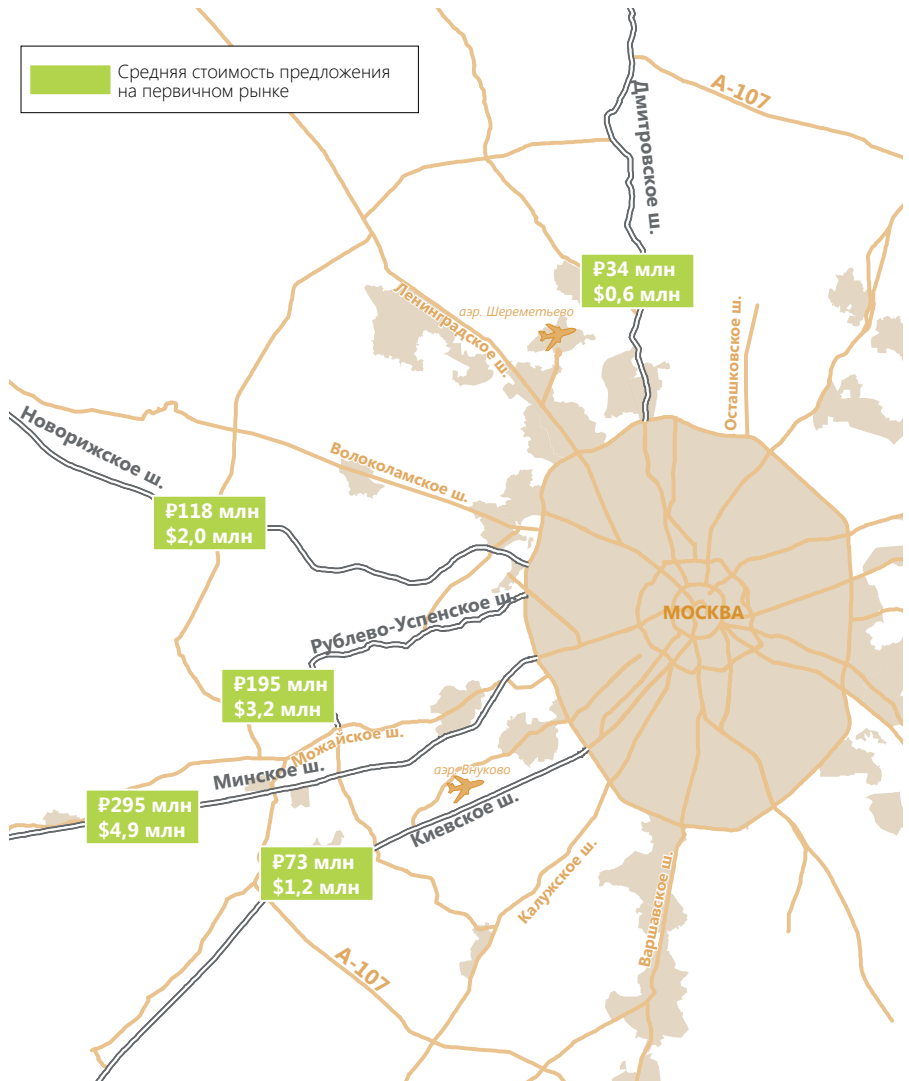 Средняя стоимость предложения
на первичном рынке
А-107
Дмитровское ш.
₽34 млн
$0,6 млн
Ленинградское ш.
аэр. Шереметьево
Осташковское ш.
Новорижское ш.
Волоколамское ш.
₽118 млн
$2,0 млн
Рублево-Успенское ш.
МОСКВА
₽195 млн
$3,2 млн
Можайское ш.
Минское ш.
аэр. Внуково
₽295 млн
$4,9 млн
Киевское ш.
₽73 млн
$1,2 млн
Калужское ш.
Варшавское ш.
А-107